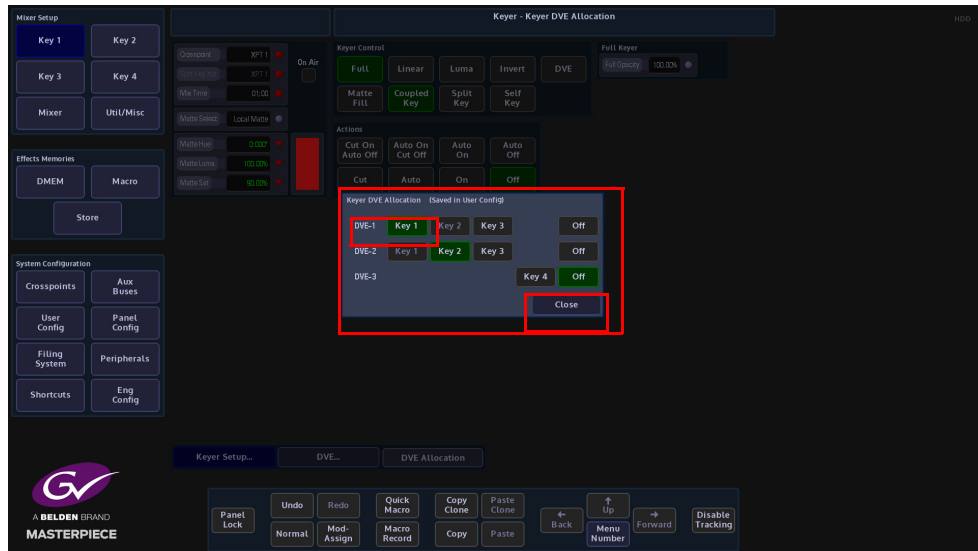 Mixer Setup
Keyer - Keyer DVE Allocation
HDD
Key 1
Key 2
Key 3
Key 4
Mixer
Util/Misc
Effects Memories
DMEM
Macro
Store
System Configuration
Crosspoints
Aux
Buses
User
Config
Panel
Config
Filing
System
Peripherals
Shortcuts
Eng
Config
Crosspoint
XPT 1
XPT 1
Mix Time
01:00
Matte Select
Local Matte
Matte Hue
0.000°
Matte Luma
100.00%
Matte Sat
90.00%
On Air
Keyer Control
Full
Linear
Luma
Invert
DVE
Matte
Fill
Coupled
Key
Split
Key
Self
Key
Full Keyer
Full Opacity
100.00%
Actions
Cut On
Auto Off
Auto On
Cut Off
Auto
On
Auto
Off
Cut
Auto
On
Off
Keyer DVE Allocation (Saved in User Config)
DVE-1
Key 1
Key 2
Key 3
Off
DVE-2
Key 1
Key 2
Key 3
Off
DVE-3
Key 4
Off
Close
Keyer Setup...
DVE...
DVE Allocation
GV
A BELDEN BRAND
MASTERPIECE
Panel
Lock
Undo
Redo
Normal
Mod-
Assign
Quick
Macro
Macro
Record
Copy
Clone
Paste
Clone
Copy
Paste
↑
Up
←
Back
Menu
Number
→
Forward
Disable
Tracking